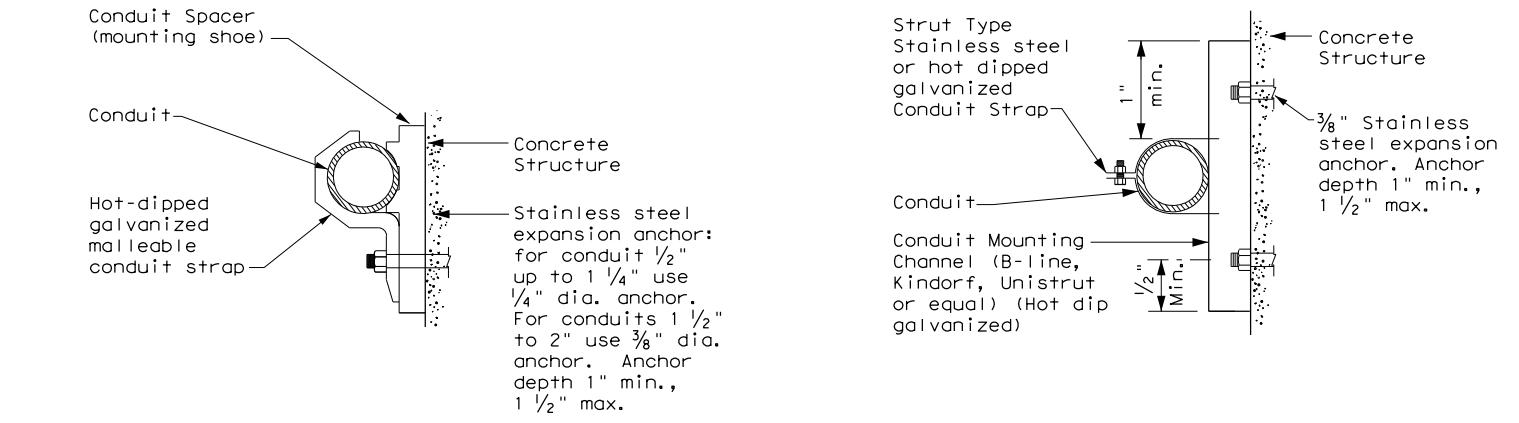 Conduit Spacer
(mounting shoe)
Conduit
Hot-dipped
galvanized
malleable
conduit strap
Concrete
Structure
Stainless steel
expansion anchor:
for conduit 1/2"
up to 1 1/4" use
1/4" dia. anchor.
For conduits 1 1/2"
to 2" use 3/8" dia.
anchor. Anchor
depth 1" min.,
1 1/2" max.
Strut Type
Stainless steel
or hot dipped
galvanized
Conduit Strap
1"
min.
Conduit
Conduit Mounting
Channel (B-line,
Kindorf, Unistrut
or equal) (Hot dip
galvanized)
1/2"
Min.
Concrete
Structure
3/8" Stainless
steel expansion
anchor. Anchor
depth 1" min.,
1 1/2" max.